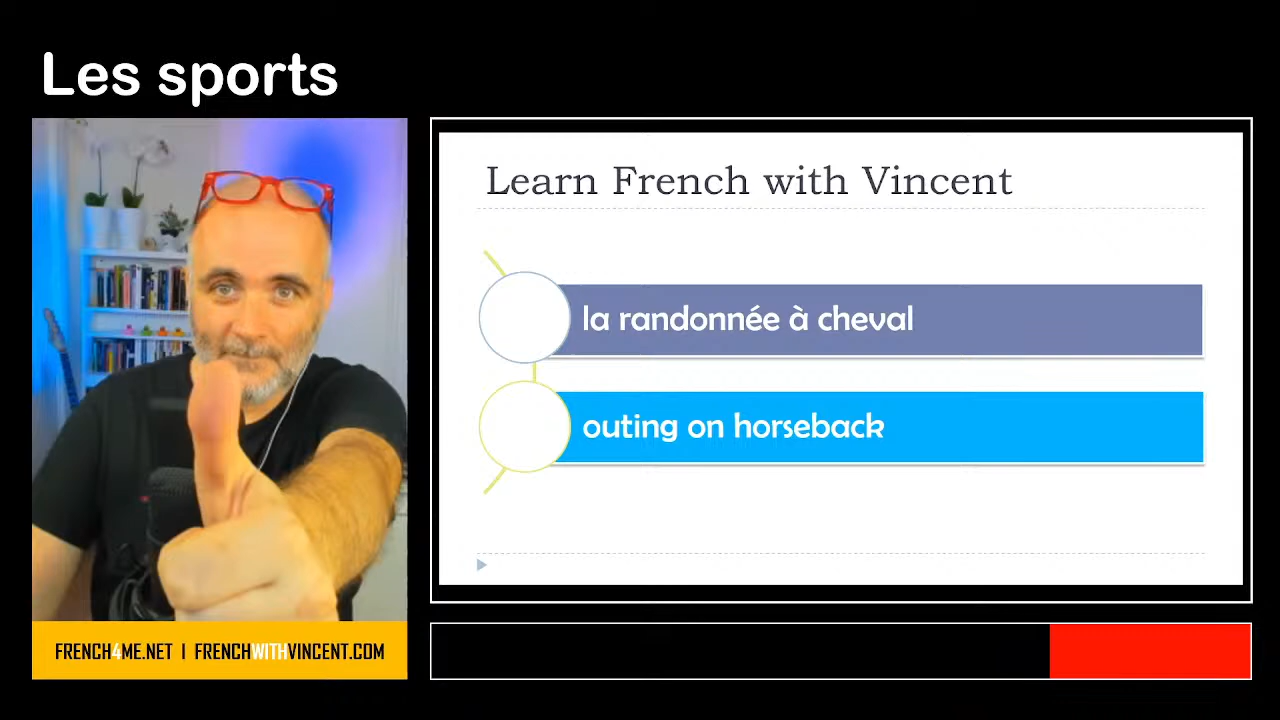 Les sports
Learn French with Vincent
la randonnée à cheval
outing on horseback
FRENCH4ME.NET | FRENCHWITHVINCENT.COM